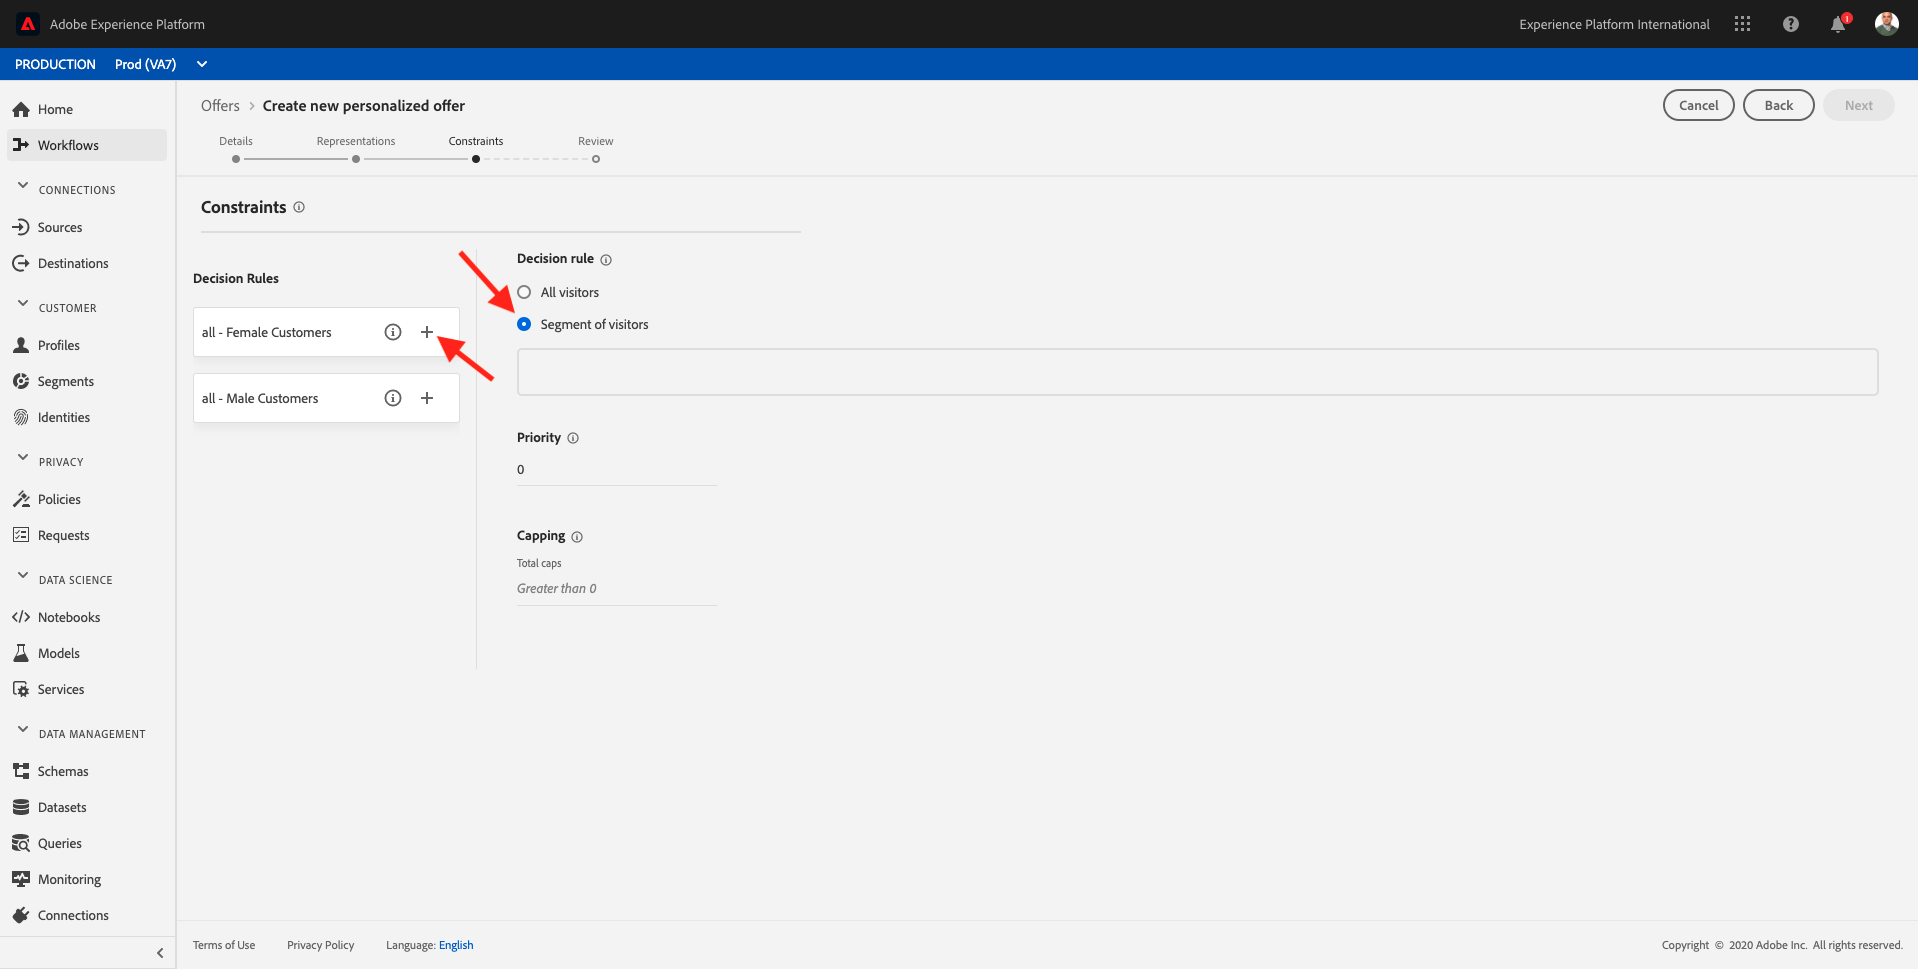 Adobe Experience Platform
Experience Platform International
1
PRODUCTION Prod (VA7)
Home
Workflows
CONNECTIONS
Sources
Destinations
CUSTOMER
Profiles
Segments
Identities
PRIVACY
Policies
Requests
DATA SCIENCE
Notebooks
Models
Services
DATA MANAGEMENT
Schemas
Datasets
Queries
Monitoring
Connections
Offers > Create new personalized offer
Cancel Back Next
Details Representations Constraints Review
Constraints
Decision Rules
all - Female Customers
all - Male Customers
Decision rule
All visitors
Segment of visitors
Priority
0
Capping
Total caps
Greater than 0
Terms of Use Privacy Policy Language: English
Copyright © 2020 Adobe Inc. All rights reserved.